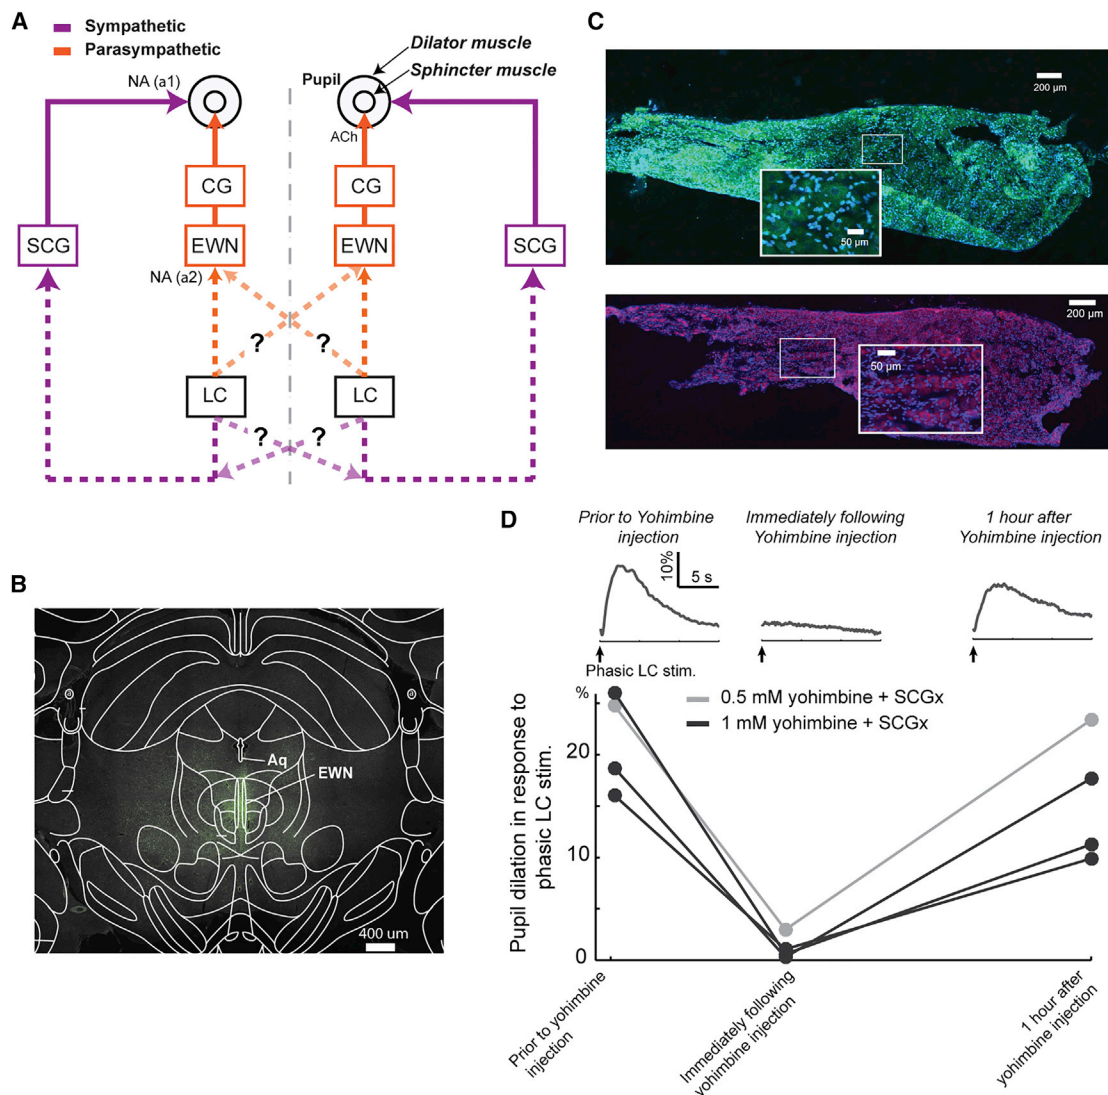 A
Sympathetic
Parasympathetic
Dilator muscle
Sphincter muscle
NA (a1)
Pupil
ACh
CG
CG
SCG
EWN
EWN
SCG
NA (a2)
?
?
LC
LC
?
?
B
Aq
EWN
400 um
C
200 µm
50 µm
200 µm
50 µm
D
Prior to Yohimbine
injection
Immediately following
Yohimbine injection
1 hour after
Yohimbine injection
10%
5 s
Phasic LC stim.
%
0.5 mM yohimbine + SCGx
1 mM yohimbine + SCGx
20
10
0
Pupil dilation in response to
phasic LC stim.
Prior to yohimbine
injection
Immediately following
yohimbine injection
1 hour after
yohimbine injection